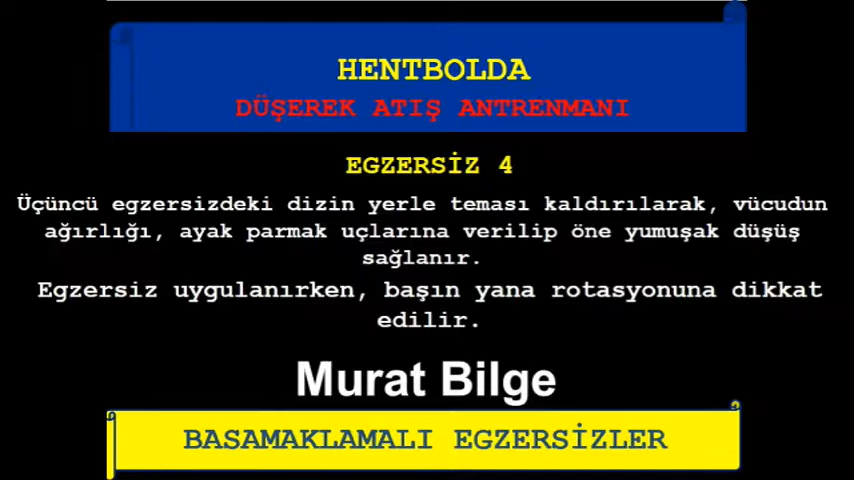 HENTBOLDA
DÜŞEREK ATIŞ ANTRENMANI
EGZERSİZ 4
Üçüncü egzersizdeki dizin yerle teması kaldırılarak, vücudun
ağırlığı, ayak parmak uçlarına verilip öne yumuşak düşüş
sağlanır.
Egzersiz uygulanırken, başın yana rotasyonuna dikkat
edilir.
Murat Bilge
BASAMAKLAMALI EGZERSİZLER